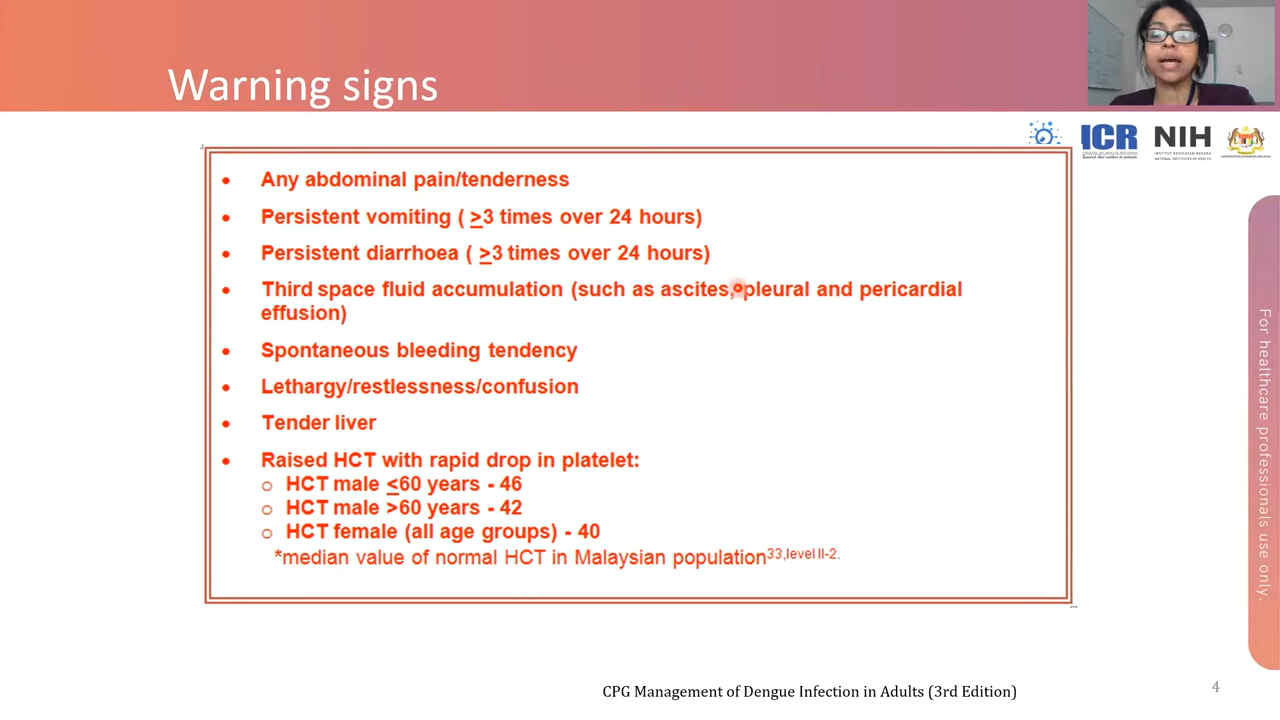 Warning signs
ICR
NIH
• Any abdominal pain/tenderness
• Persistent vomiting ( ≥3 times over 24 hours)
• Persistent diarrhoea ( ≥3 times over 24 hours)
• Third space fluid accumulation (such as ascites, pleural and pericardial
effusion)
• Spontaneous bleeding tendency
• Lethargy/restlessness/confusion
• Tender liver
• Raised HCT with rapid drop in platelet:
o HCT male ≤60 years - 46
o HCT male >60 years - 42
o HCT female (all age groups) - 40
*median value of normal HCT in Malaysian population33,level II-2.
For healthcare professionals use only.
CPG Management of Dengue Infection in Adults (3rd Edition)
4